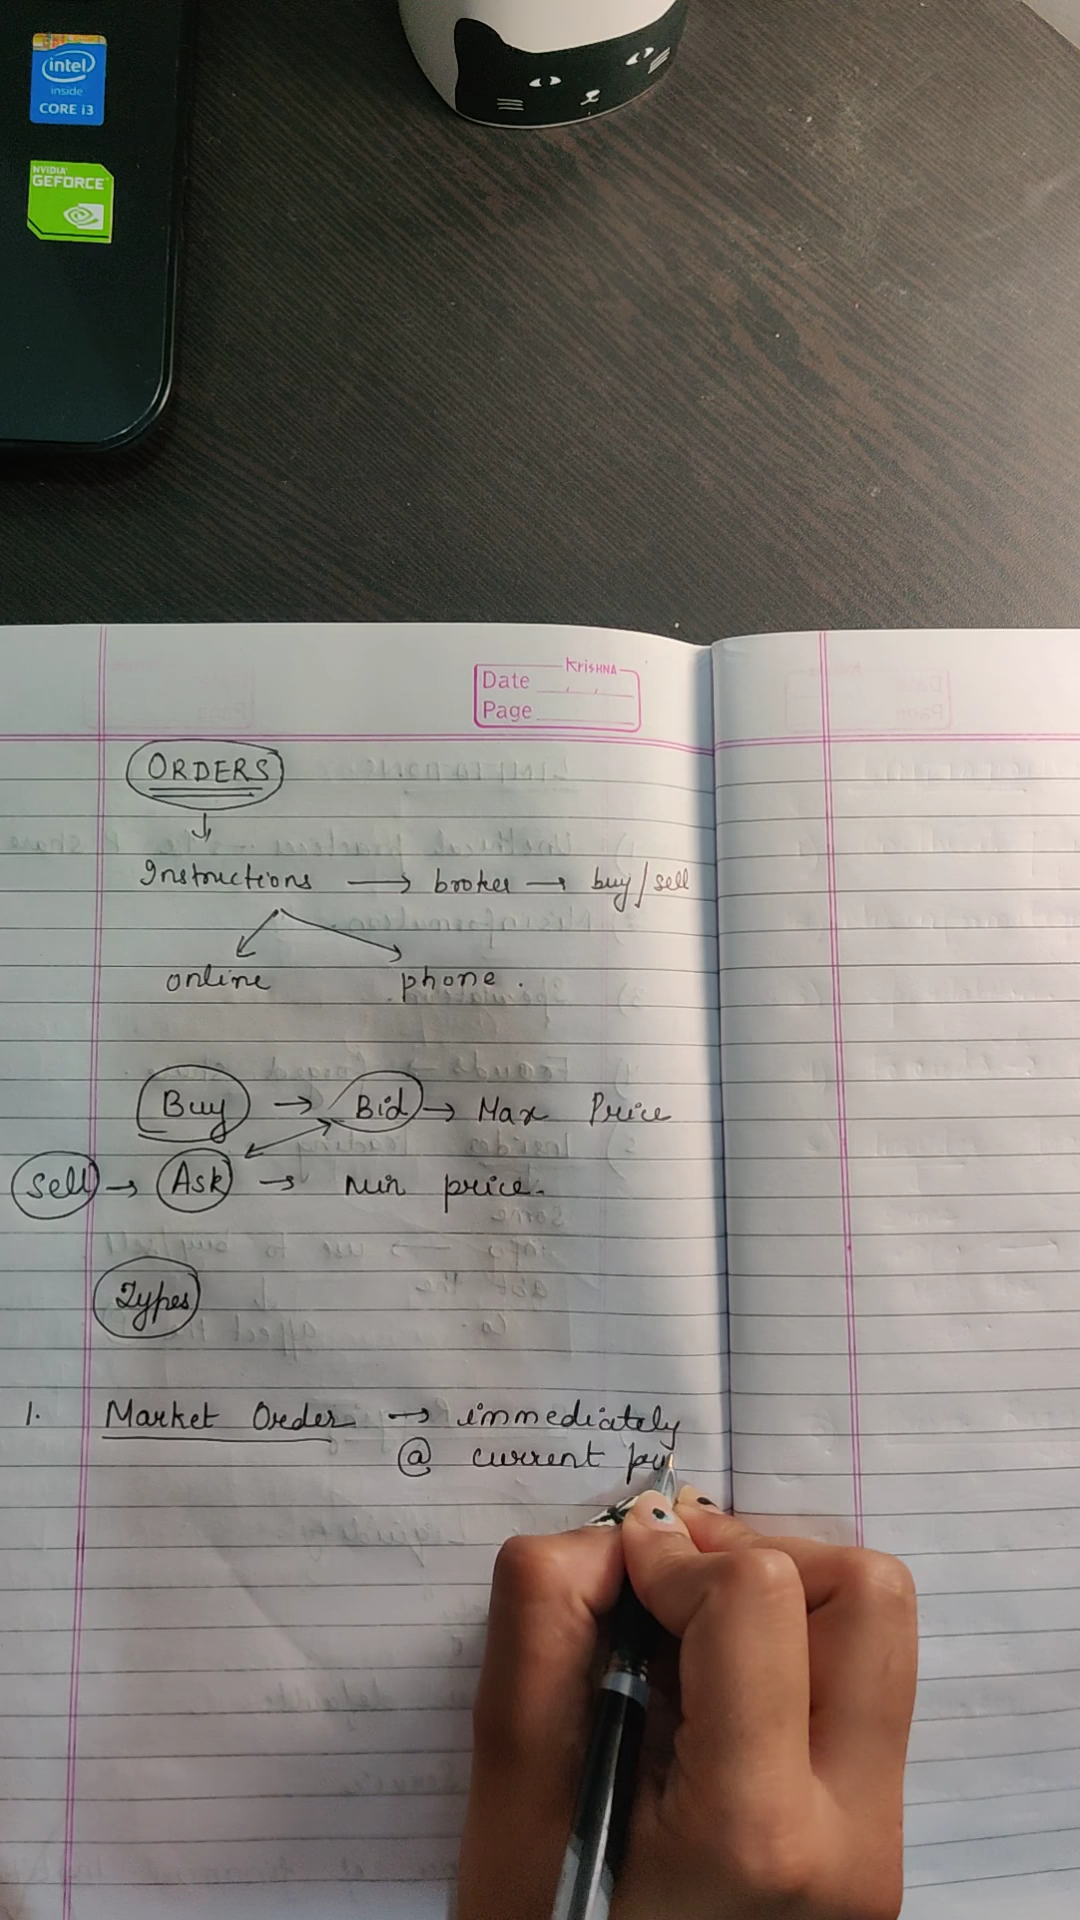 intel
inside
CORE i3
NVIDIA
GEFORCE
KRISHNA
Date
Page
ORDERS
Instructions → broker → buy/sell
online phone.
Buy → Bid → Max Price
Sell → Ask → Min price.
Types
1. Market Order → immediately
@ current